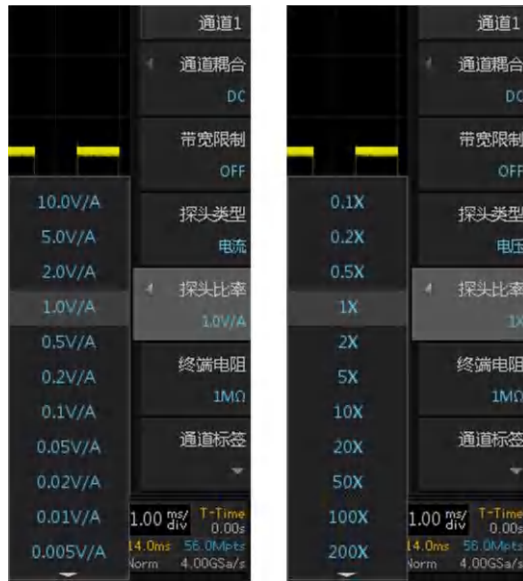 通道1
通道耦合
DC
带宽限制
OFF
探头类型
电流
探头比率
1.0V/A
终端电阻
1MΩ
通道标签
10.0V/A
5.0V/A
2.0V/A
1.0V/A
0.5V/A
0.2V/A
0.1V/A
0.05V/A
0.02V/A
0.01V/A
0.005V/A
1.00 ms/div T-Time
0.00s
14.0ms 56.0Mpts
Norm 4.00GSa/s
通道1
通道耦合
DC
带宽限制
OFF
探头类型
电压
探头比率
1X
终端电阻
1MΩ
通道标签
0.1X
0.2X
0.5X
1X
2X
5X
10X
20X
50X
100X
200X
1.00 ms/div T-Time
0.00s
14.0ms 56.0Mpts
Norm 4.00GSa/s